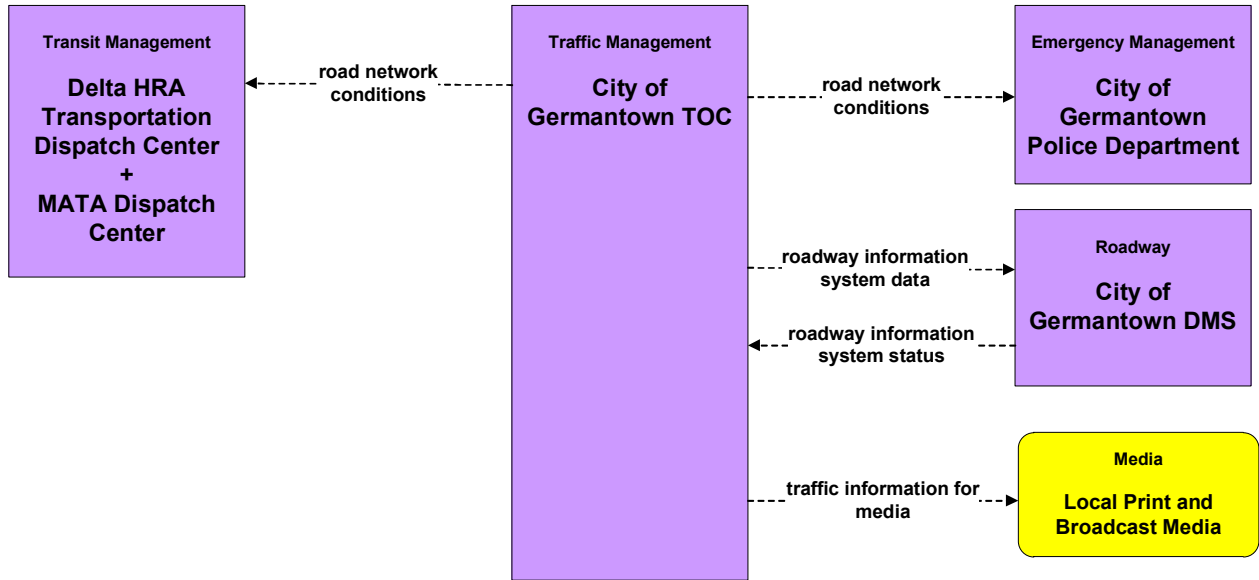 Transit Management
Delta HRA
Transportation
Dispatch Center
+
MATA Dispatch
Center
road network
conditions
Traffic Management
City of
Germantown TOC
road network
conditions
Emergency Management
City of
Germantown
Police Department
roadway information
system data
roadway information
system status
Roadway
City of
Germantown DMS
traffic information for
media
Media
Local Print and
Broadcast Media